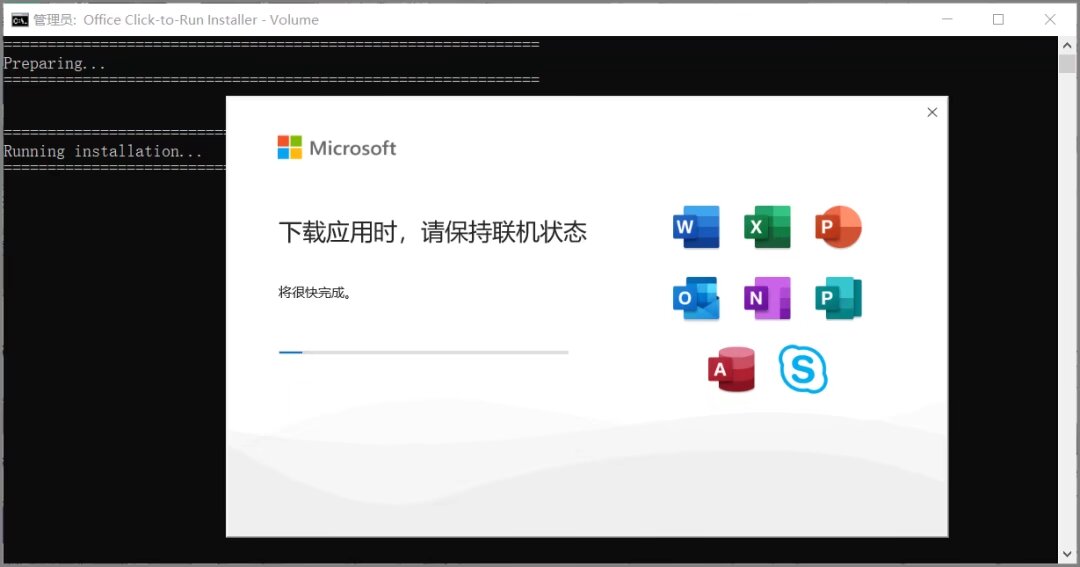 管理员: Office Click-to-Run Installer - Volume
============================================================
Preparing...
============================================================
=========================
Running installation...
=========================
Microsoft
下载应用时，请保持联机状态
将很快完成。
W X P
O N P
A S